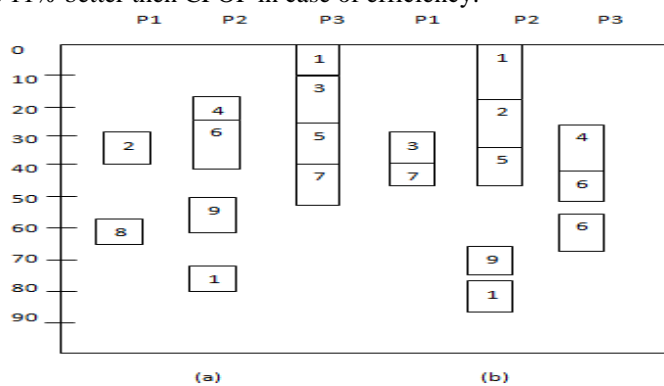 11% better then CPOP in case of efficiency.
P1 P2 P3 P1 P2 P3
0 1 1
10 3
20 4 2
30 2 6 5 3 4
40 7 7 5 6
50 9
60 8 6
70 9
80 1 1
90
(a) (b)